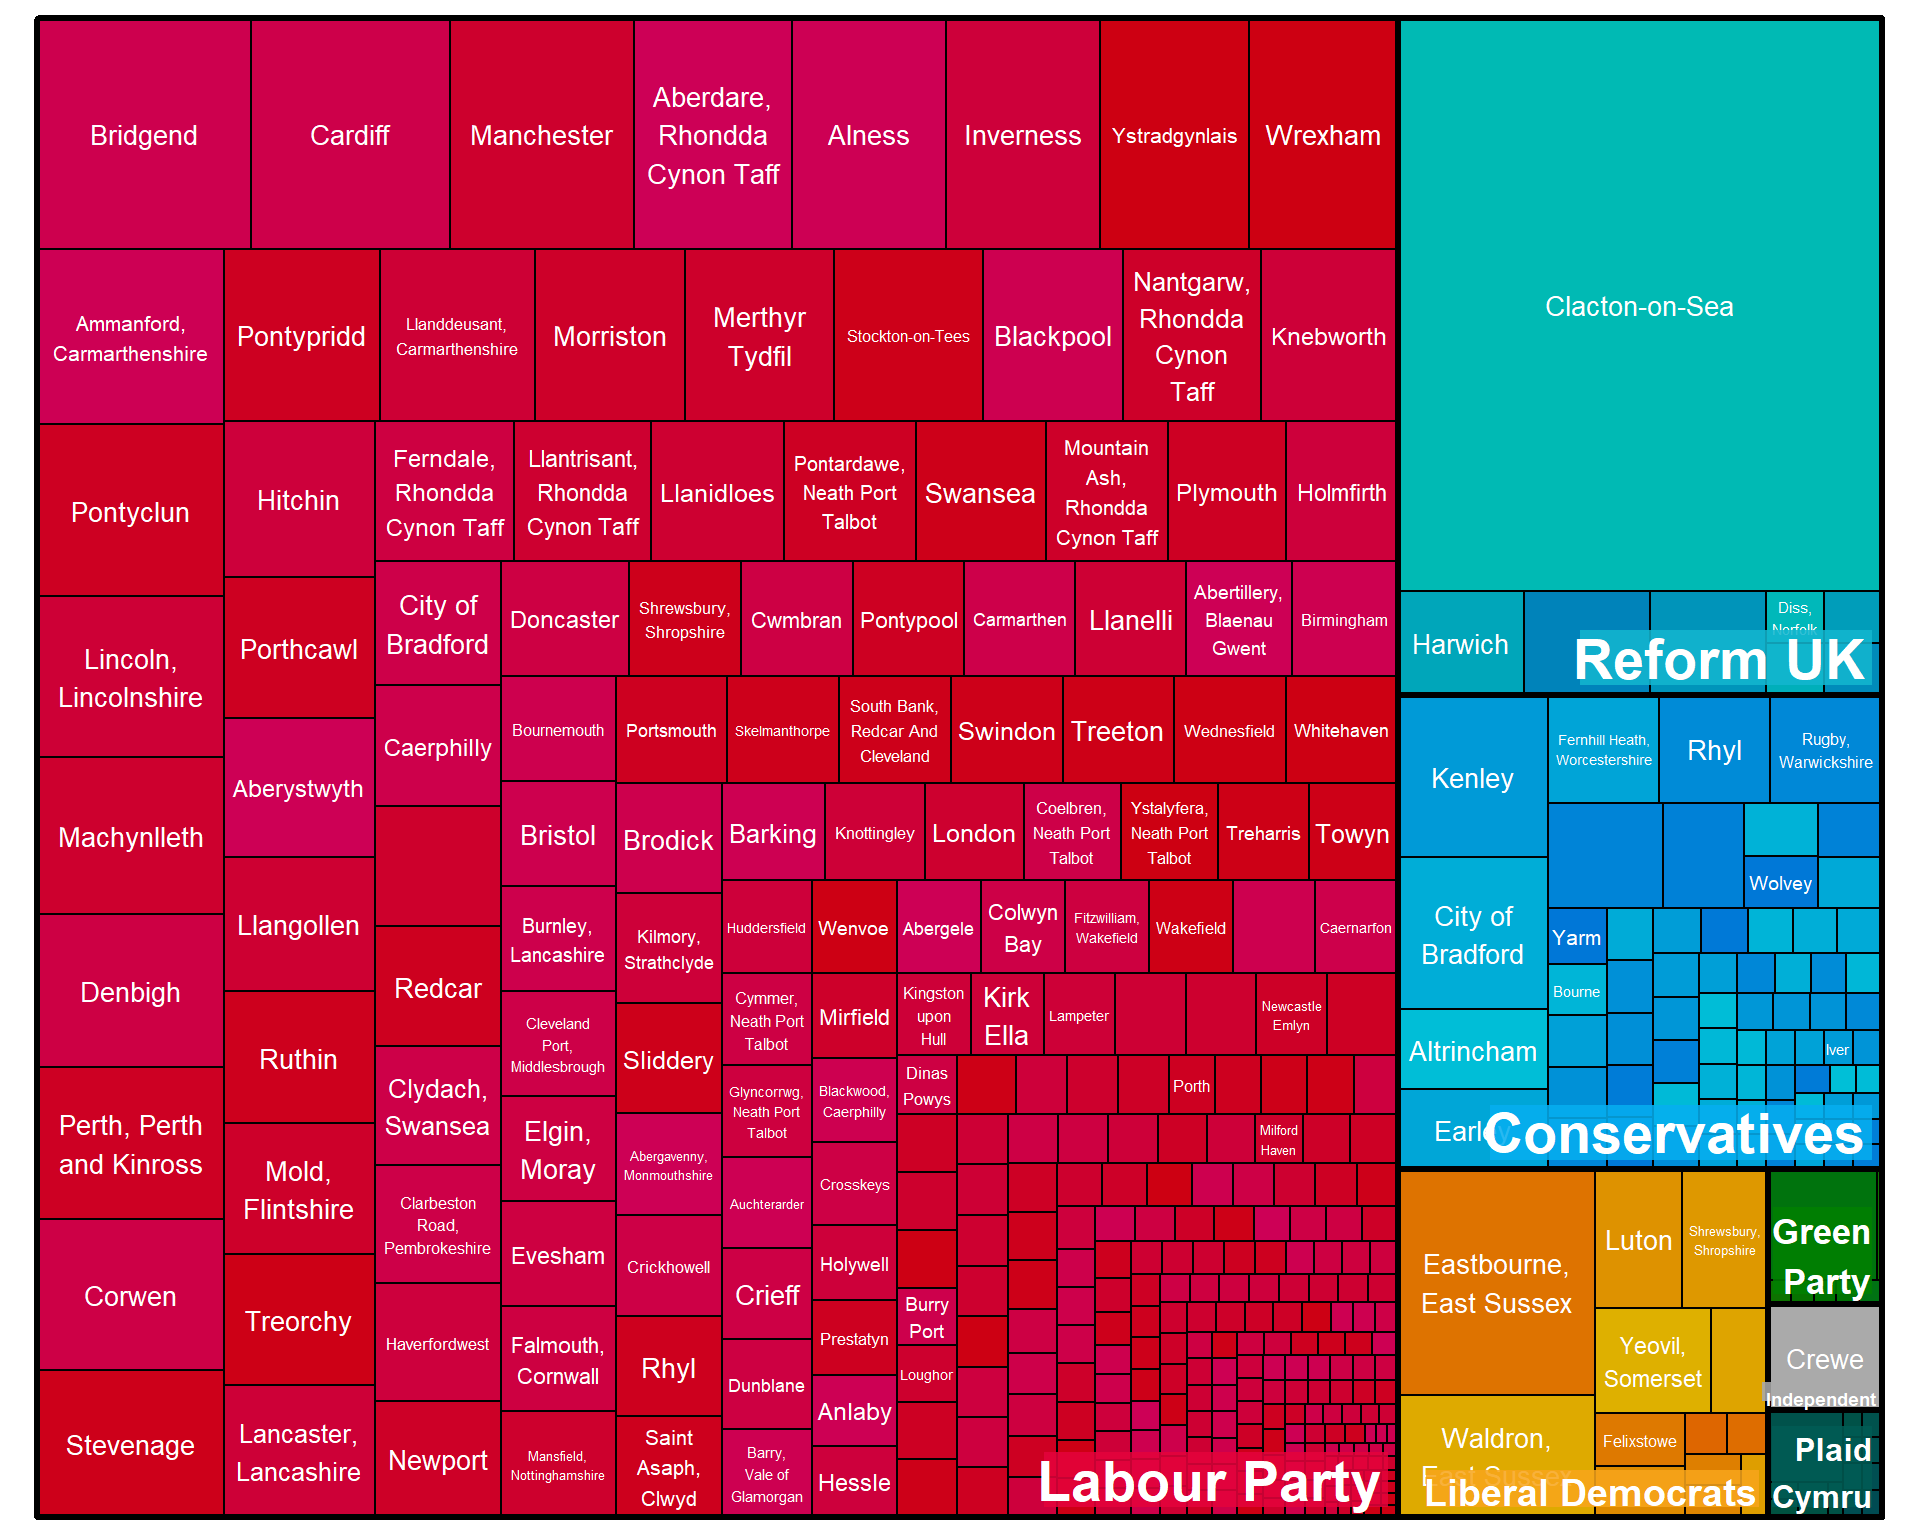 Bridgend
Cardiff
Manchester
Aberdare,
Rhondda
Cynon Taff
Alness
Inverness
Ystradgynlais
Wrexham
Ammanford,
Carmarthenshire
Pontypridd
Llanddeusant,
Carmarthenshire
Morriston
Merthyr
Tydfil
Stockton-on-Tees
Blackpool
Nantgarw,
Rhondda
Cynon
Taff
Knebworth
Pontyclun
Hitchin
Ferndale,
Rhondda
Cynon Taff
Llantrisant,
Rhondda
Cynon Taff
Llanidloes
Pontardawe,
Neath Port
Talbot
Swansea
Mountain
Ash,
Rhondda
Cynon Taff
Plymouth
Holmfirth
Lincoln,
Lincolnshire
Porthcawl
City of
Bradford
Doncaster
Shrewsbury,
Shropshire
Cwmbran
Pontypool
Carmarthen
Llanelli
Abertillery,
Blaenau
Gwent
Birmingham
Machynlleth
Aberystwyth
Caerphilly
Bournemouth
Portsmouth
Skelmanthorpe
South Bank,
Redcar And
Cleveland
Swindon
Treeton
Wednesfield
Whitehaven
Bristol
Brodick
Barking
Knottingley
London
Coelbren,
Neath Port
Talbot
Ystalyfera,
Neath Port
Talbot
Treharris
Towyn
Denbigh
Llangollen
Redcar
Burnley,
Lancashire
Kilmory,
Strathclyde
Huddersfield
Wenvoe
Abergele
Colwyn
Bay
Fitzwilliam,
Wakefield
Wakefield
Caernarfon
Perth, Perth
and Kinross
Ruthin
Clydach,
Swansea
Cleveland
Port,
Middlesbrough
Sliddery
Cymmer,
Neath Port
Talbot
Mirfield
Kingston
upon
Hull
Kirk
Ella
Lampeter
Newcastle
Emlyn
Mold,
Flintshire
Clarbeston
Road,
Pembrokeshire
Elgin,
Moray
Abergavenny,
Monmouthshire
Glyncorrwg,
Neath Port
Talbot
Blackwood,
Caerphilly
Dinas
Powys
Porth
Milford
Haven
Auchterarder
Crosskeys
Corwen
Treorchy
Haverfordwest
Evesham
Crickhowell
Crieff
Holywell
Burry
Port
Prestatyn
Stevenage
Lancaster,
Lancashire
Newport
Falmouth,
Cornwall
Mansfield,
Nottinghamshire
Rhyl
Saint
Asaph,
Clwyd
Dunblane
Barry,
Vale of
Glamorgan
Loughor
Anlaby
Hessle
Labour Party
Clacton-on-Sea
Harwich
Diss,
Norfolk
Reform UK
Kenley
Fernhill Heath,
Worcestershire
Rhyl
Rugby,
Warwickshire
Wolvey
City of
Bradford
Yarm
Bourne
Altrincham
Iver
Earley
Conservatives
Eastbourne,
East Sussex
Luton
Shrewsbury,
Shropshire
Yeovil,
Somerset
Waldron,
East Sussex
Felixstowe
Liberal Democrats
Green
Party
Crewe
Independent
Plaid
Cymru